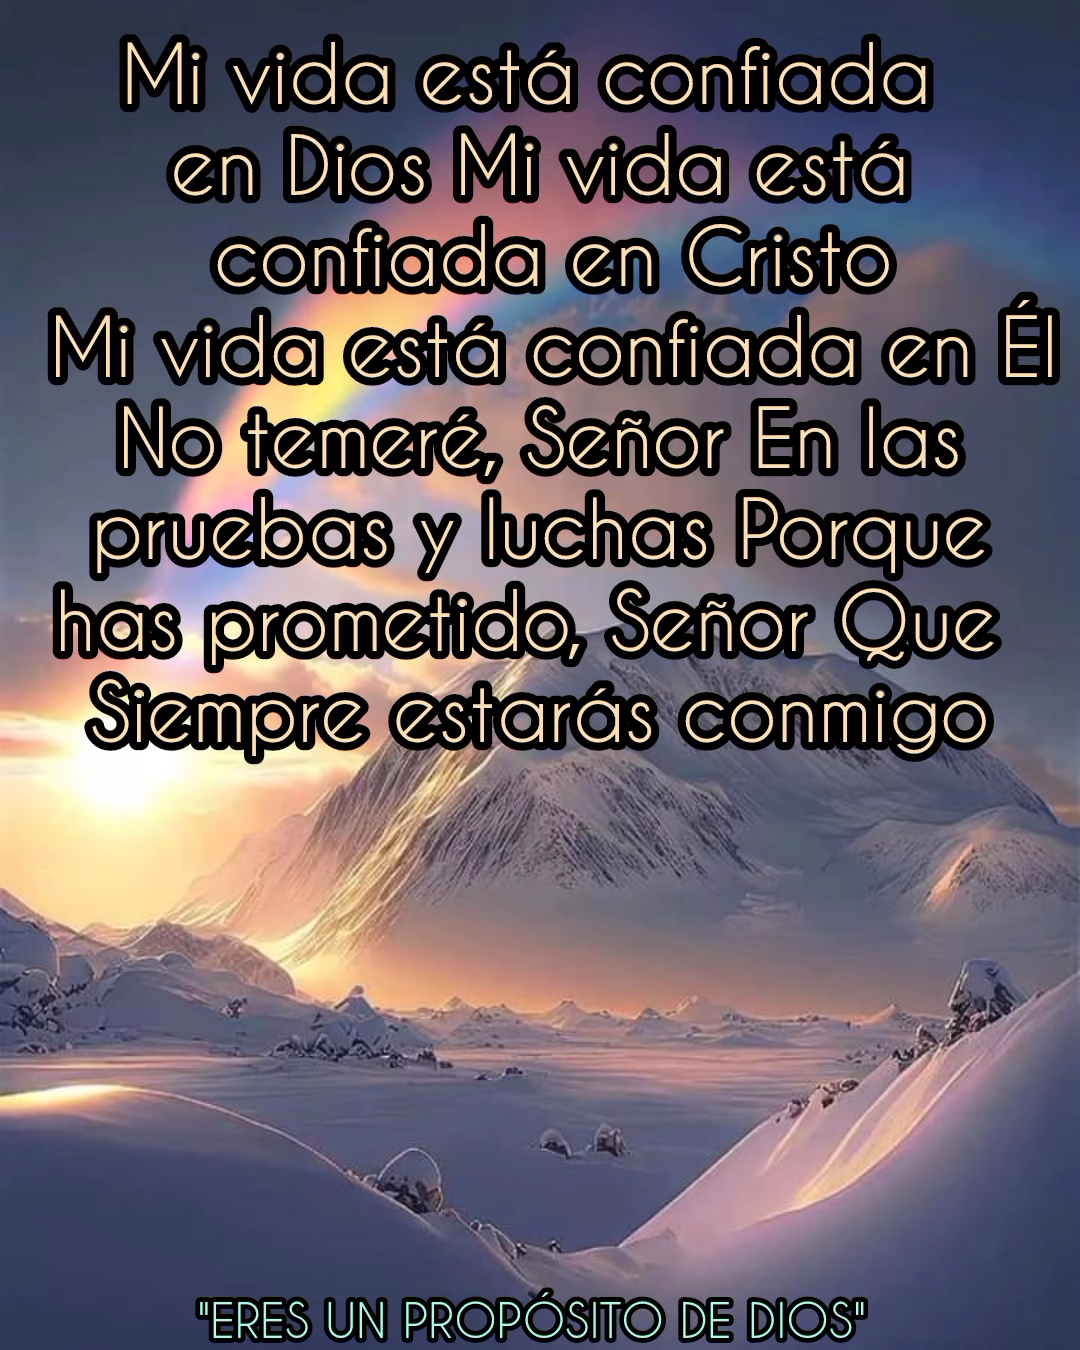 Mi vida está confiada
en Dios Mi vida está
confiada en Cristo
Mi vida está confiada en Él
No temeré, Señor En las
pruebas y luchas Porque
has prometido, Señor Que
Siempre estarás conmigo
"ERES UN PROPÓSITO DE DIOS"